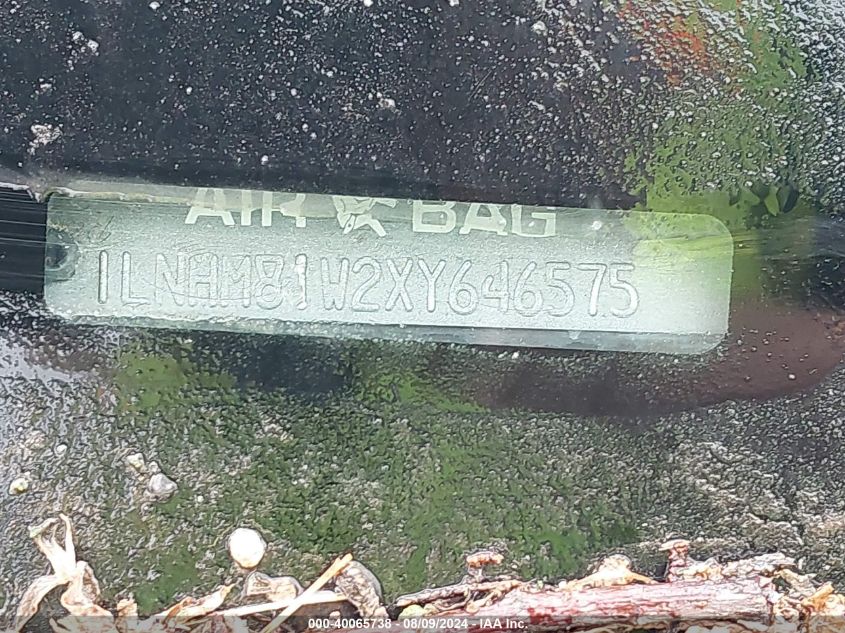 AIR BAG
1LNHM81W2XY646575
000-40065738 - 08/09/2024 - IAA Inc.